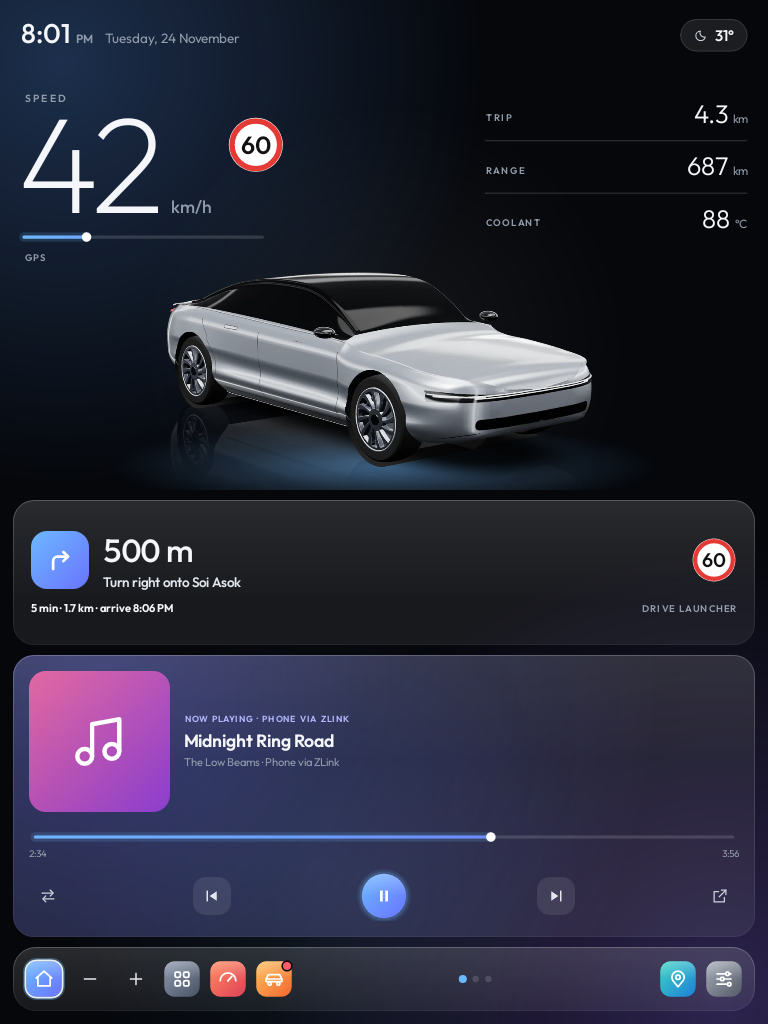 8:01 PM Tuesday, 24 November
31°
SPEED
42 km/h
60
GPS
TRIP 4.3 km
RANGE 687 km
COOLANT 88 °C
500 m
Turn right onto Soi Asok
5 min · 1.7 km · arrive 8:06 PM
60
DRIVE LAUNCHER
NOW PLAYING · PHONE VIA ZLINK
Midnight Ring Road
The Low Beams · Phone via ZLink
2:34 3:56